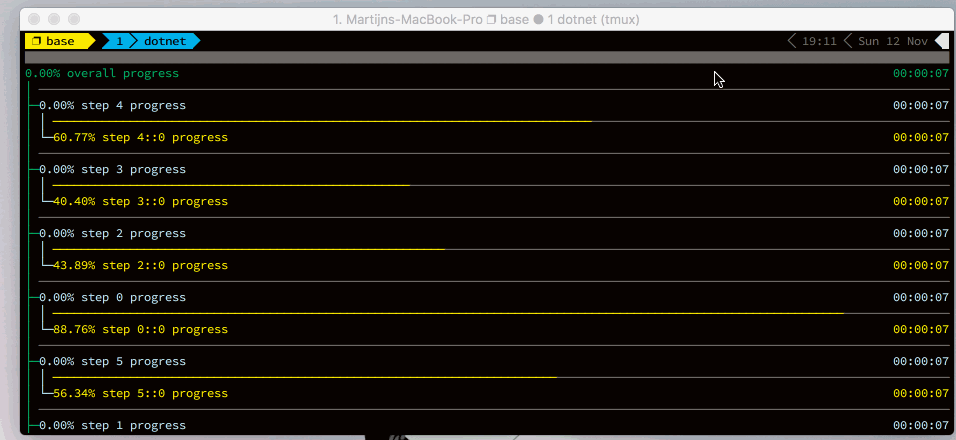 1. Martijns-MacBook-Pro ❐ base ● 1 dotnet (tmux)
❐ base 1 dotnet 19:11 Sun 12 Nov
0.00% overall progress 00:00:07
0.00% step 4 progress 00:00:07
60.77% step 4::0 progress 00:00:07
0.00% step 3 progress 00:00:07
40.40% step 3::0 progress 00:00:07
0.00% step 2 progress 00:00:07
43.89% step 2::0 progress 00:00:07
0.00% step 0 progress 00:00:07
88.76% step 0::0 progress 00:00:07
0.00% step 5 progress 00:00:07
56.34% step 5::0 progress 00:00:07
0.00% step 1 progress 00:00:07